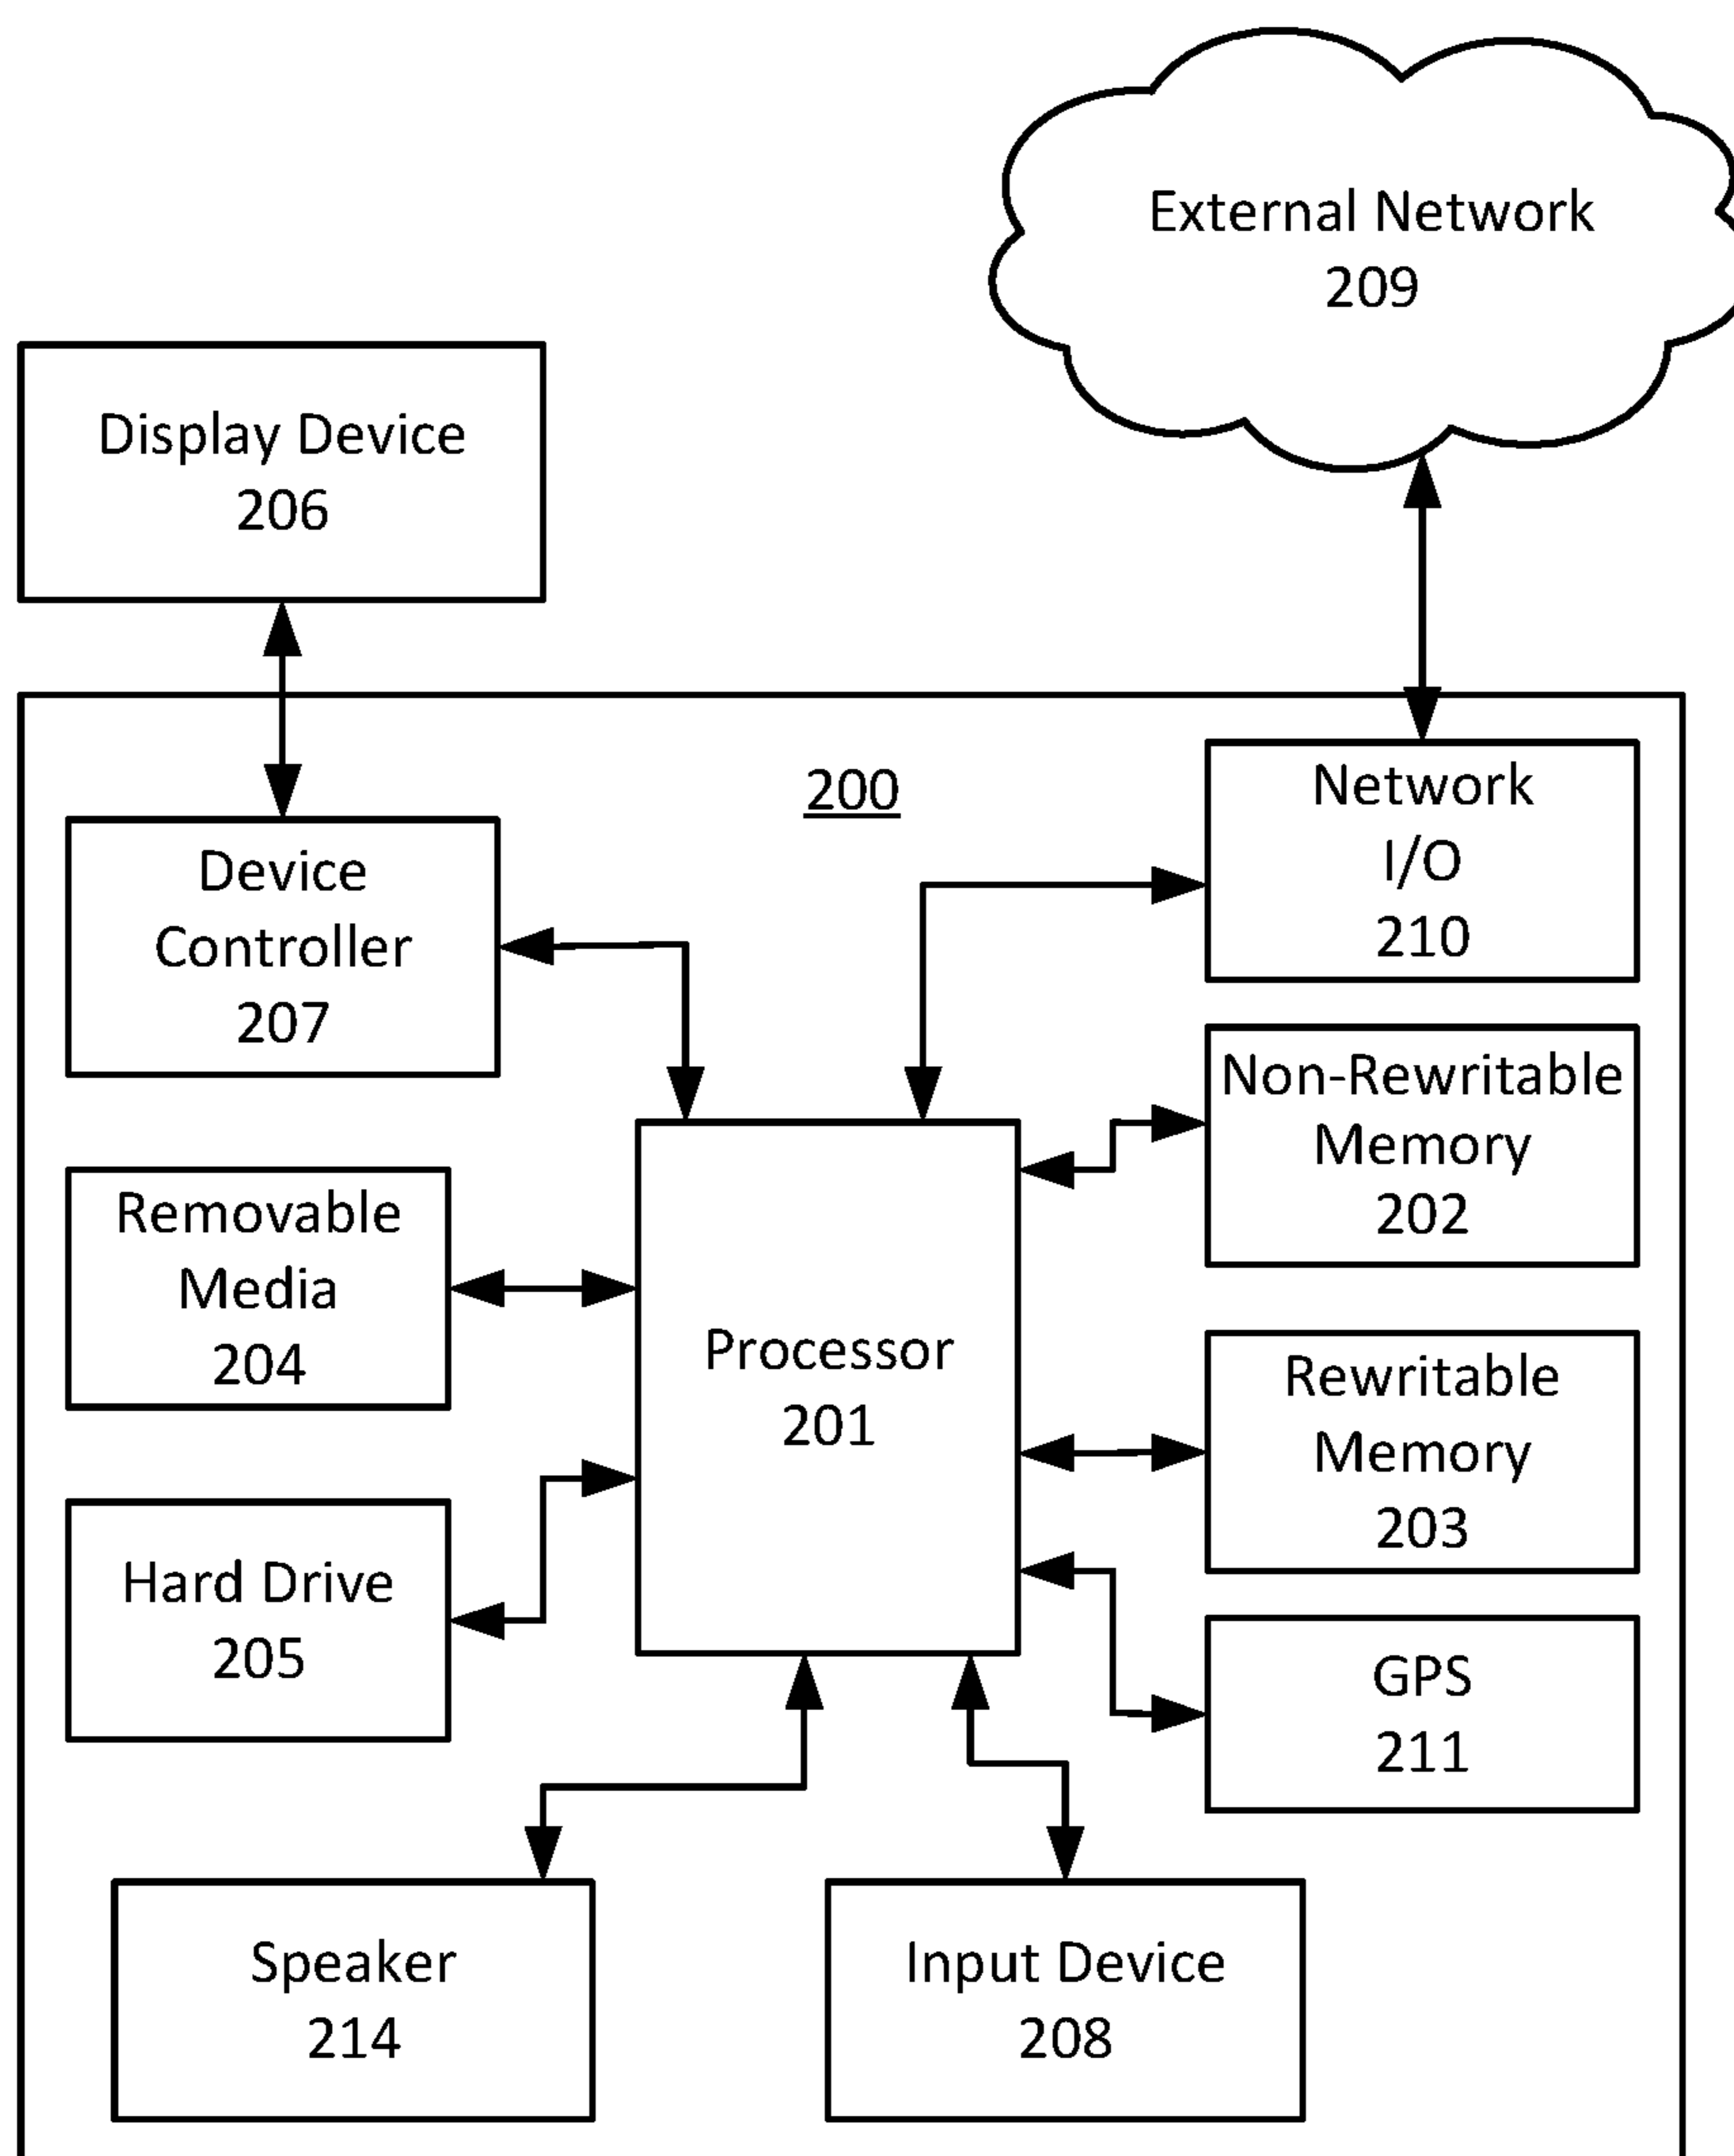 External Network
209
Display Device
206
200
Network
I/O
210
Device
Controller
207
Non-Rewritable
Memory
202
Removable
Media
204
Processor
201
Rewritable
Memory
203
Hard Drive
205
GPS
211
Speaker
214
Input Device
208